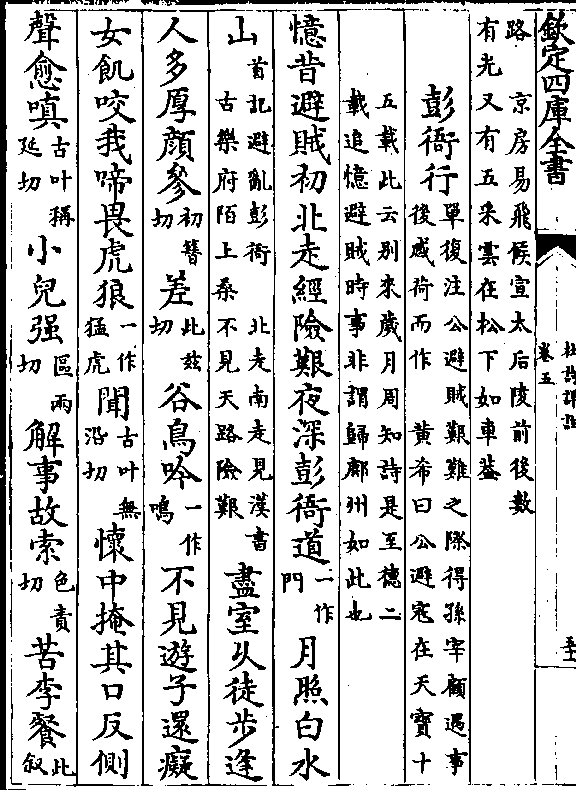 欽定四庫全書
杜詩詳註
卷五
路 京房易飛候宣太后陵前後數
有光又有五采雲在松下如車葢
彭衙行
單復注公避賊艱難之際得孫宰顧遇事
後感荷而作 黃希曰公避寇在天寶十
五載此云别來歲月周知詩是至德二
載追憶避賊時事非謂歸鄜州如此也
憶昔避賊初北走經險艱夜深彭衙道
一作
門
月照白水
山
首記避亂彭衙 北走南走見漢書
古樂府陌上桑不見天路險艱
盡室乆徒步逢
人多厚顔參
初簪
切
差
此兹
切
谷鳥吟
一作
鳴
不見遊子還癡
女飢咬我啼畏虎狼
一作
猛虎
聞
古叶無
沿切
懷中掩其口反側
聲愈嗔
古叶稱
延切
小兒强
區兩
切
解事故索
色責
切
苦李餐
此
叙